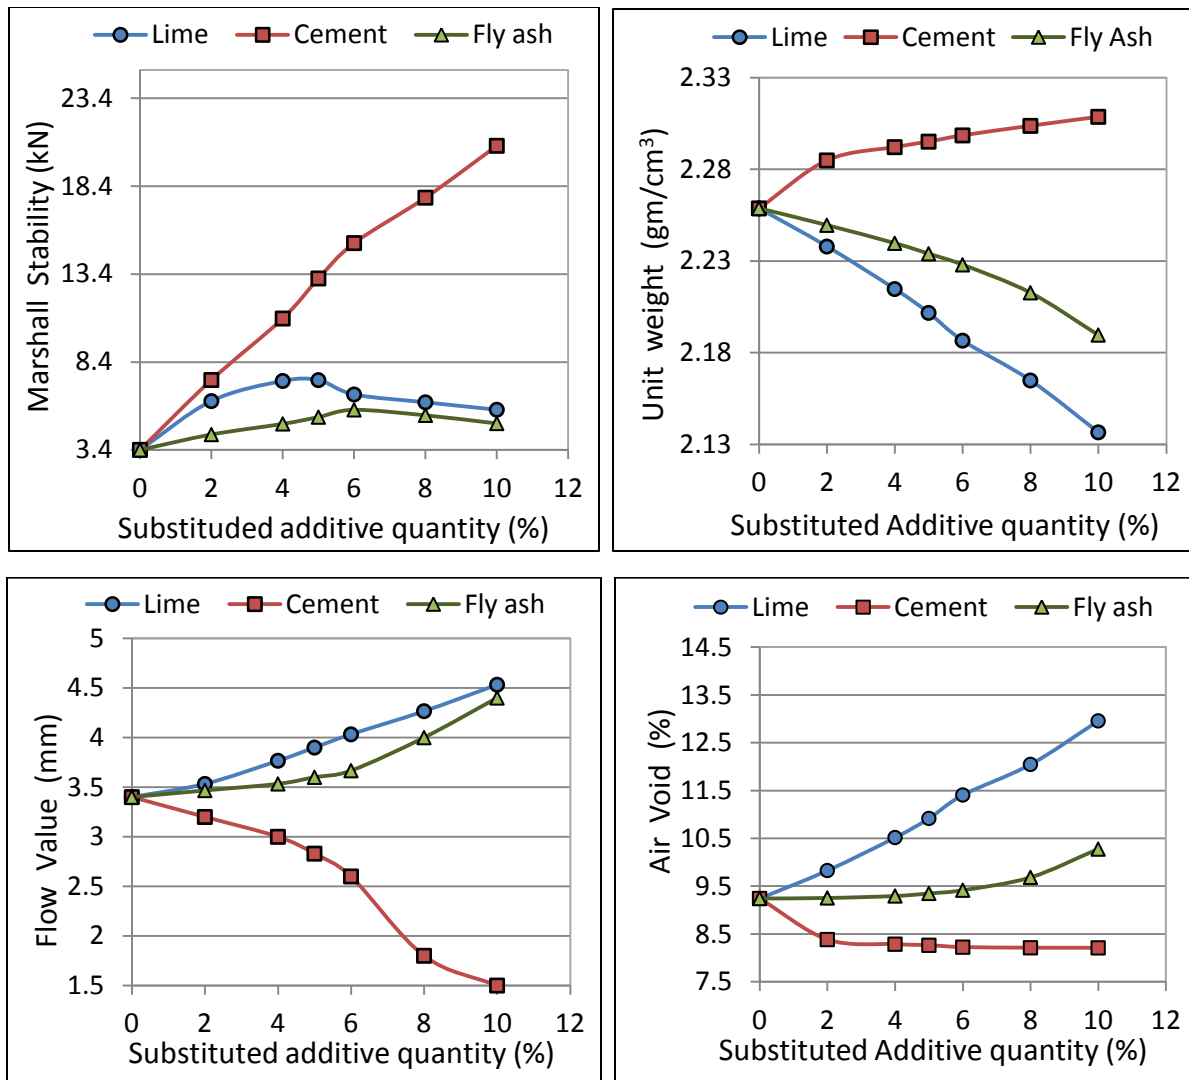 Lime Cement Fly ash
Marshall Stability (kN)
23.4
18.4
13.4
8.4
3.4
0 2 4 6 8 10 12
Substituded additive quantity (%)
Lime Cement Fly Ash
Unit weight (gm/cm³)
2.33
2.28
2.23
2.18
2.13
0 2 4 6 8 10 12
Substituted Additive quantity (%)
Lime Cement Fly ash
Flow Value (mm)
5
4.5
4
3.5
3
2.5
2
1.5
0 2 4 6 8 10 12
Substituted additive quantity (%)
Lime Cement Fly ash
Air Void (%)
14.5
13.5
12.5
11.5
10.5
9.5
8.5
7.5
0 2 4 6 8 10 12
Substituted Additive quantity (%)